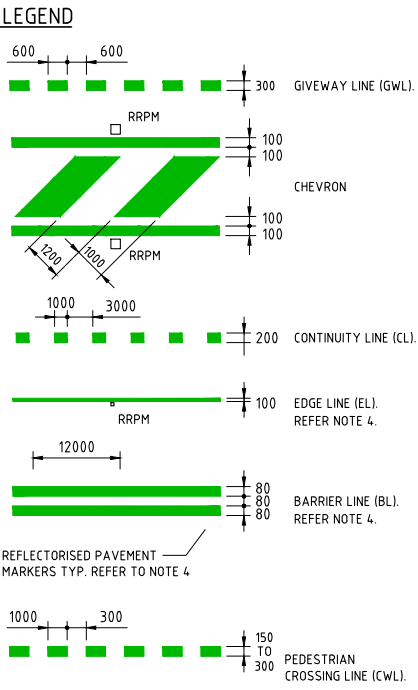 LEGEND
600 600
300 GIVEWAY LINE (GWL).
RRPM
100
100
CHEVRON
100
100
1200 1000 RRPM
1000 3000
200 CONTINUITY LINE (CL).
100 EDGE LINE (EL).
RRPM REFER NOTE 4.
12000
80
80 BARRIER LINE (BL).
80 REFER NOTE 4.
REFLECTORISED PAVEMENT
MARKERS TYP. REFER TO NOTE 4
1000 300
150
TO
300 PEDESTRIAN
CROSSING LINE (CWL).